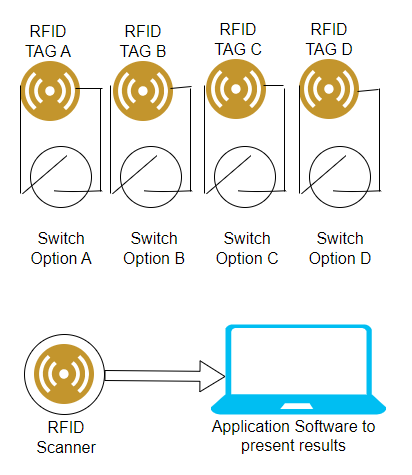 RFID
TAG A
RFID
TAG B
RFID
TAG C
RFID
TAG D
Switch
Option A
Switch
Option B
Switch
Option C
Switch
Option D
RFID
Scanner
Application Software to
present results